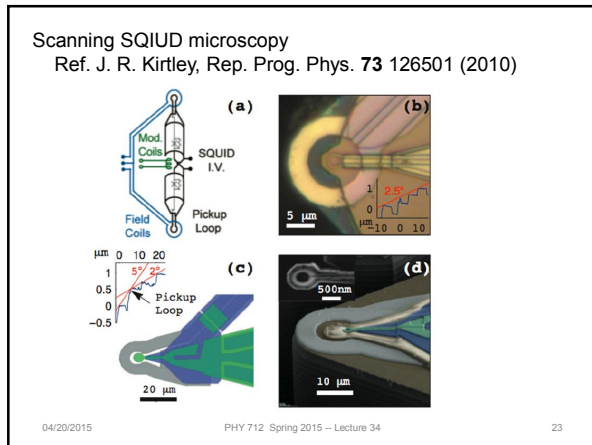 Scanning SQIUD microscopy
Ref. J. R. Kirtley, Rep. Prog. Phys. 73 126501 (2010)
(a)
Mod.
Coils
SQUID
I.V.
Field
Coils
Pickup
Loop
(b)
2.5°
1
0
-10 0 10
5 μm
μm
0 10 20
1
0.5
0
-0.5
5° 2°
(c)
Pickup
Loop
20 μm
(d)
500nm
10 μm
04/20/2015 PHY 712 Spring 2015 -- Lecture 34 23